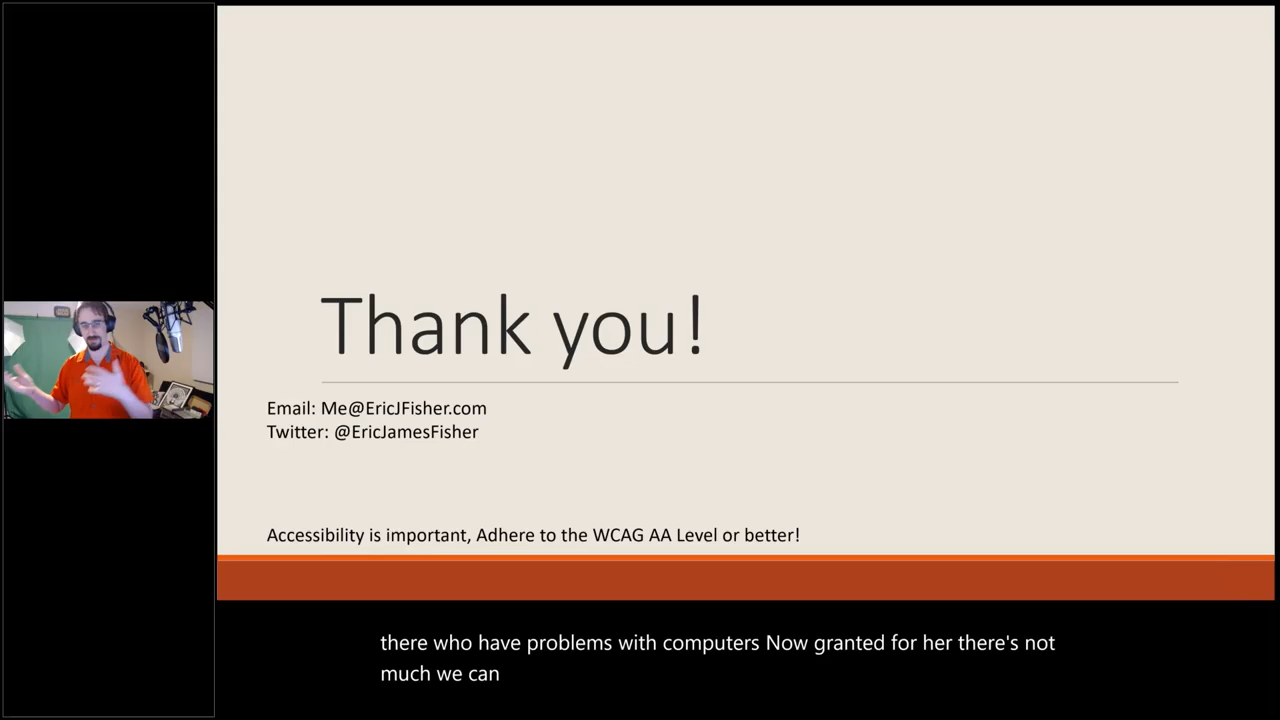 Thank you!
Email: Me@EricJFisher.com
Twitter: @EricJamesFisher
Accessibility is important, Adhere to the WCAG AA Level or better!
there who have problems with computers Now granted for her there's not
much we can